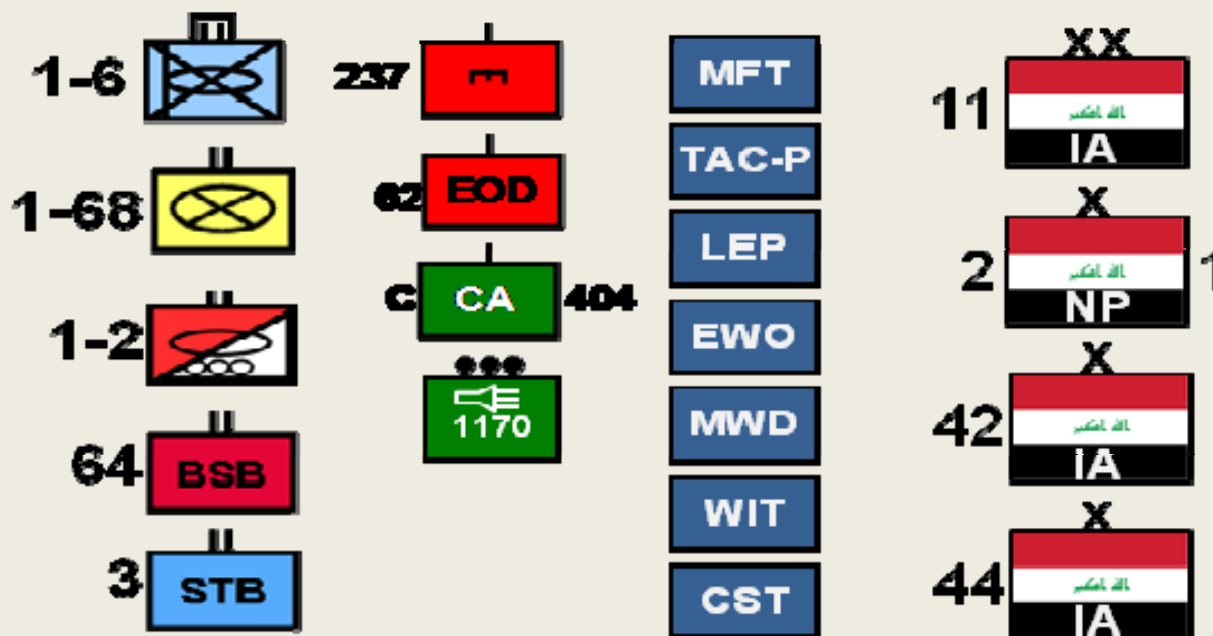 1-6
1-68
1-2
64 BSB
3 STB
237
62 EOD
C CA 404
1170
MFT
TAC-P
LEP
EWO
MWD
WIT
CST
XX
11
IA
X
2
NP
X
42
IA
X
44
IA